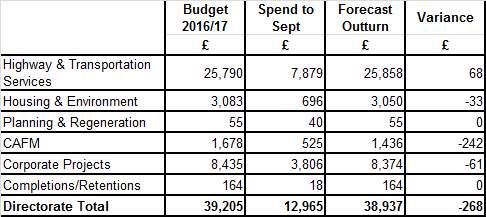 Budget 2016/17 Spend to Sept Forecast Outturn Variance
£ £ £ £
Highway & Transportation Services 25,790 7,879 25,858 68
Housing & Environment 3,083 696 3,050 -33
Planning & Regeneration 55 40 55 0
CAFM 1,678 525 1,436 -242
Corporate Projects 8,435 3,806 8,374 -61
Completions/Retentions 164 18 164 0
Directorate Total 39,205 12,965 38,937 -268